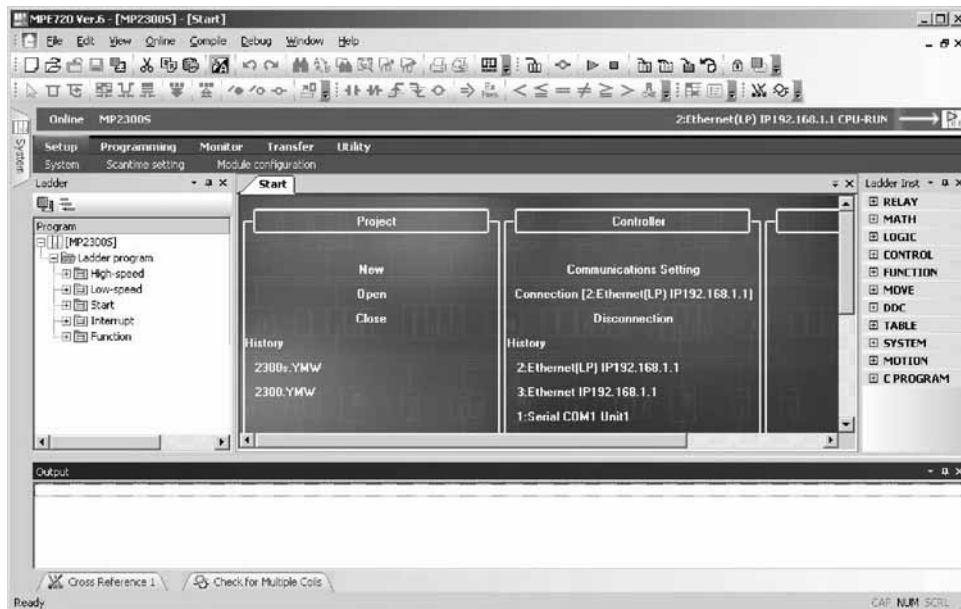 MPE720 Ver.6 - [MP2300S] - [Start]
File Edit View Online Compile Debug Window Help
Online MP2300S 2:Ethernet(LP) IP192.168.1.1 CPU-RUN
System
Setup Programming Monitor Transfer Utility
System Scantime setting Module configuration
Ladder
Program
[MP2300S]
Ladder program
High-speed
Low-speed
Start
Interrupt
Function
Start
Project
New
Open
Close
History
2300s.YMW
2300.YMW
Controller
Communications Setting
Connection [2:Ethernet(LP) IP192.168.1.1]
Disconnection
History
2:Ethernet(LP) IP192.168.1.1
3.Ethernet IP192.168.1.1
1:Serial COM1 Unit1
Ladder Inst
RELAY
MATH
LOGIC
CONTROL
FUNCTION
MOVE
DDC
TABLE
SYSTEM
MOTION
C PROGRAM
Output
Cross Reference 1 Check for Multiple Coils
Ready CAP NUM SCRL